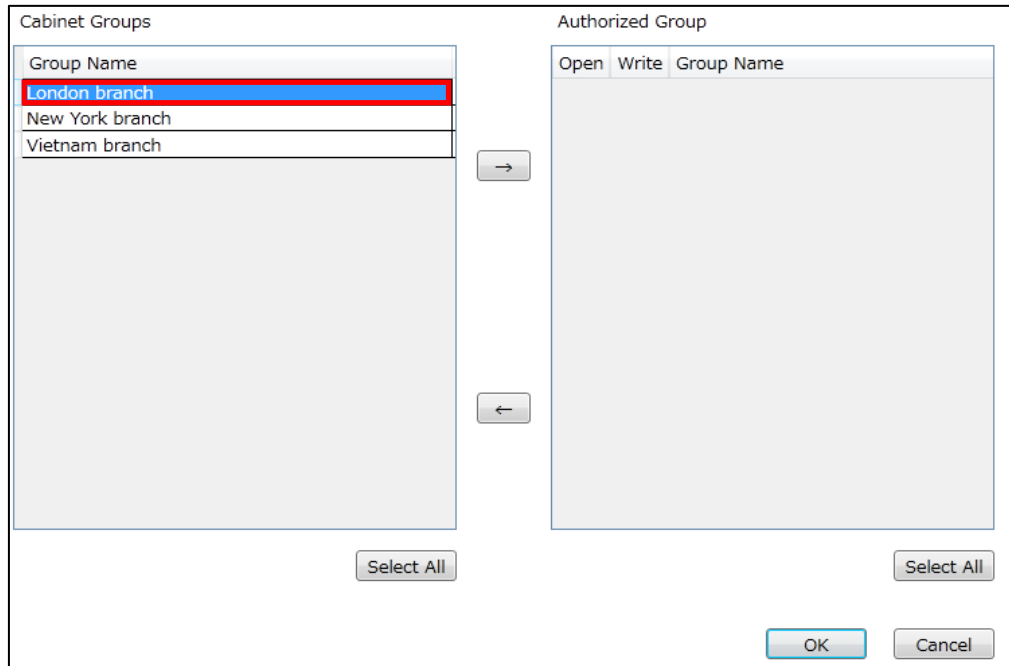 Cabinet Groups
Group Name
London branch
New York branch
Vietnam branch
Select All
→
←
Authorized Group
Open Write Group Name
Select All
OK Cancel